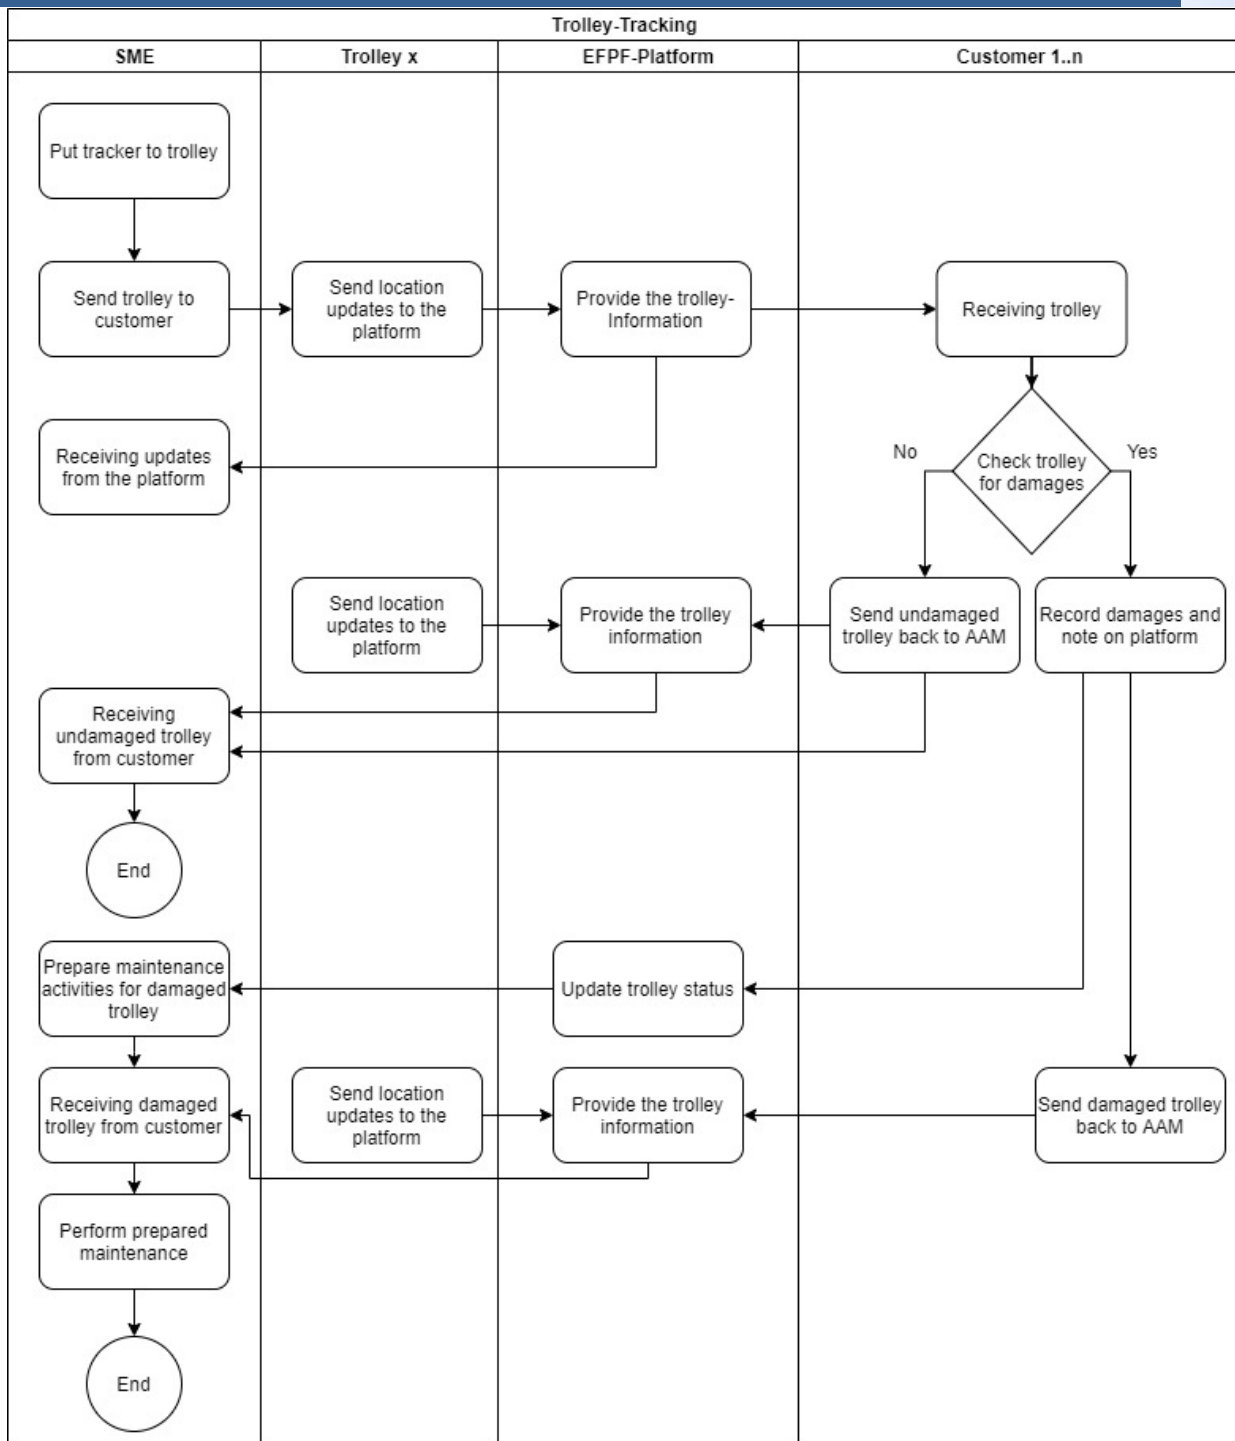 Trolley-Tracking
SME
Trolley x
EFPF-Platform
Customer 1..n
Put tracker to trolley
Send trolley to
customer
Send location
updates to the
platform
Provide the trolley-
Information
Receiving trolley
Receiving updates
from the platform
No
Check trolley
for damages
Yes
Send location
updates to the
platform
Provide the trolley
information
Send undamaged
trolley back to AAM
Record damages and
note on platform
Receiving
undamaged trolley
from customer
End
Prepare maintenance
activities for damaged
trolley
Update trolley status
Receiving damaged
trolley from customer
Send location
updates to the
platform
Provide the trolley
information
Send damaged trolley
back to AAM
Perform prepared
maintenance
End